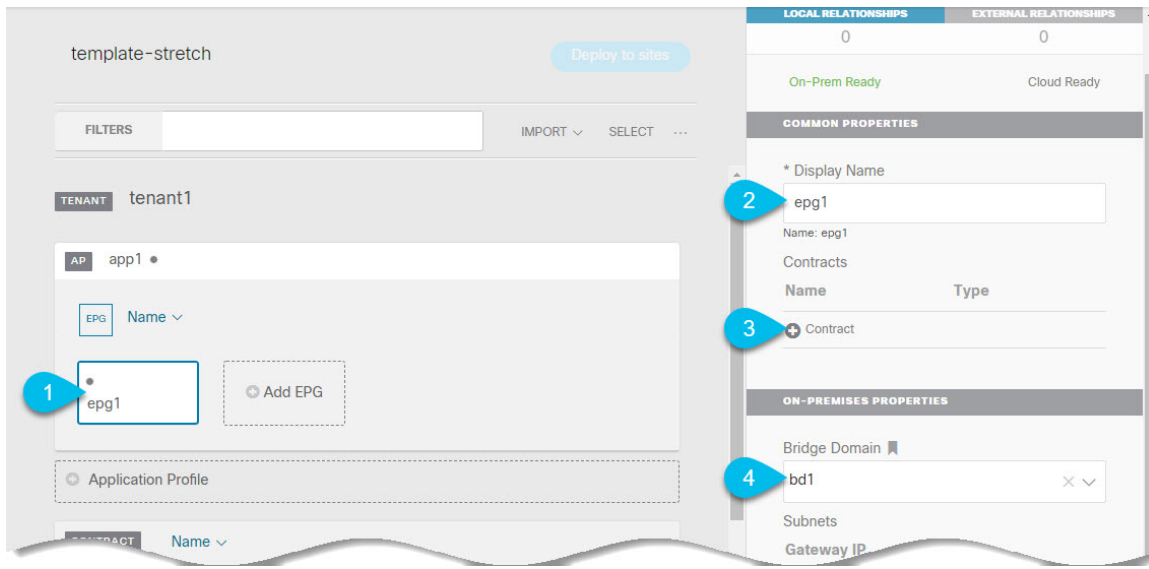 template-stretch
Deploy to sites
FILTERS
IMPORT
SELECT
...
TENANT tenant1
AP app1
EPG Name
1
epg1
Add EPG
Application Profile
CONTRACT Name
LOCAL RELATIONSHIPS EXTERNAL RELATIONSHIPS
0 0
On-Prem Ready Cloud Ready
COMMON PROPERTIES
* Display Name
2
epg1
Name: epg1
Contracts
Name Type
3
Contract
ON-PREMISES PROPERTIES
Bridge Domain
4
bd1
Subnets
Gateway IP